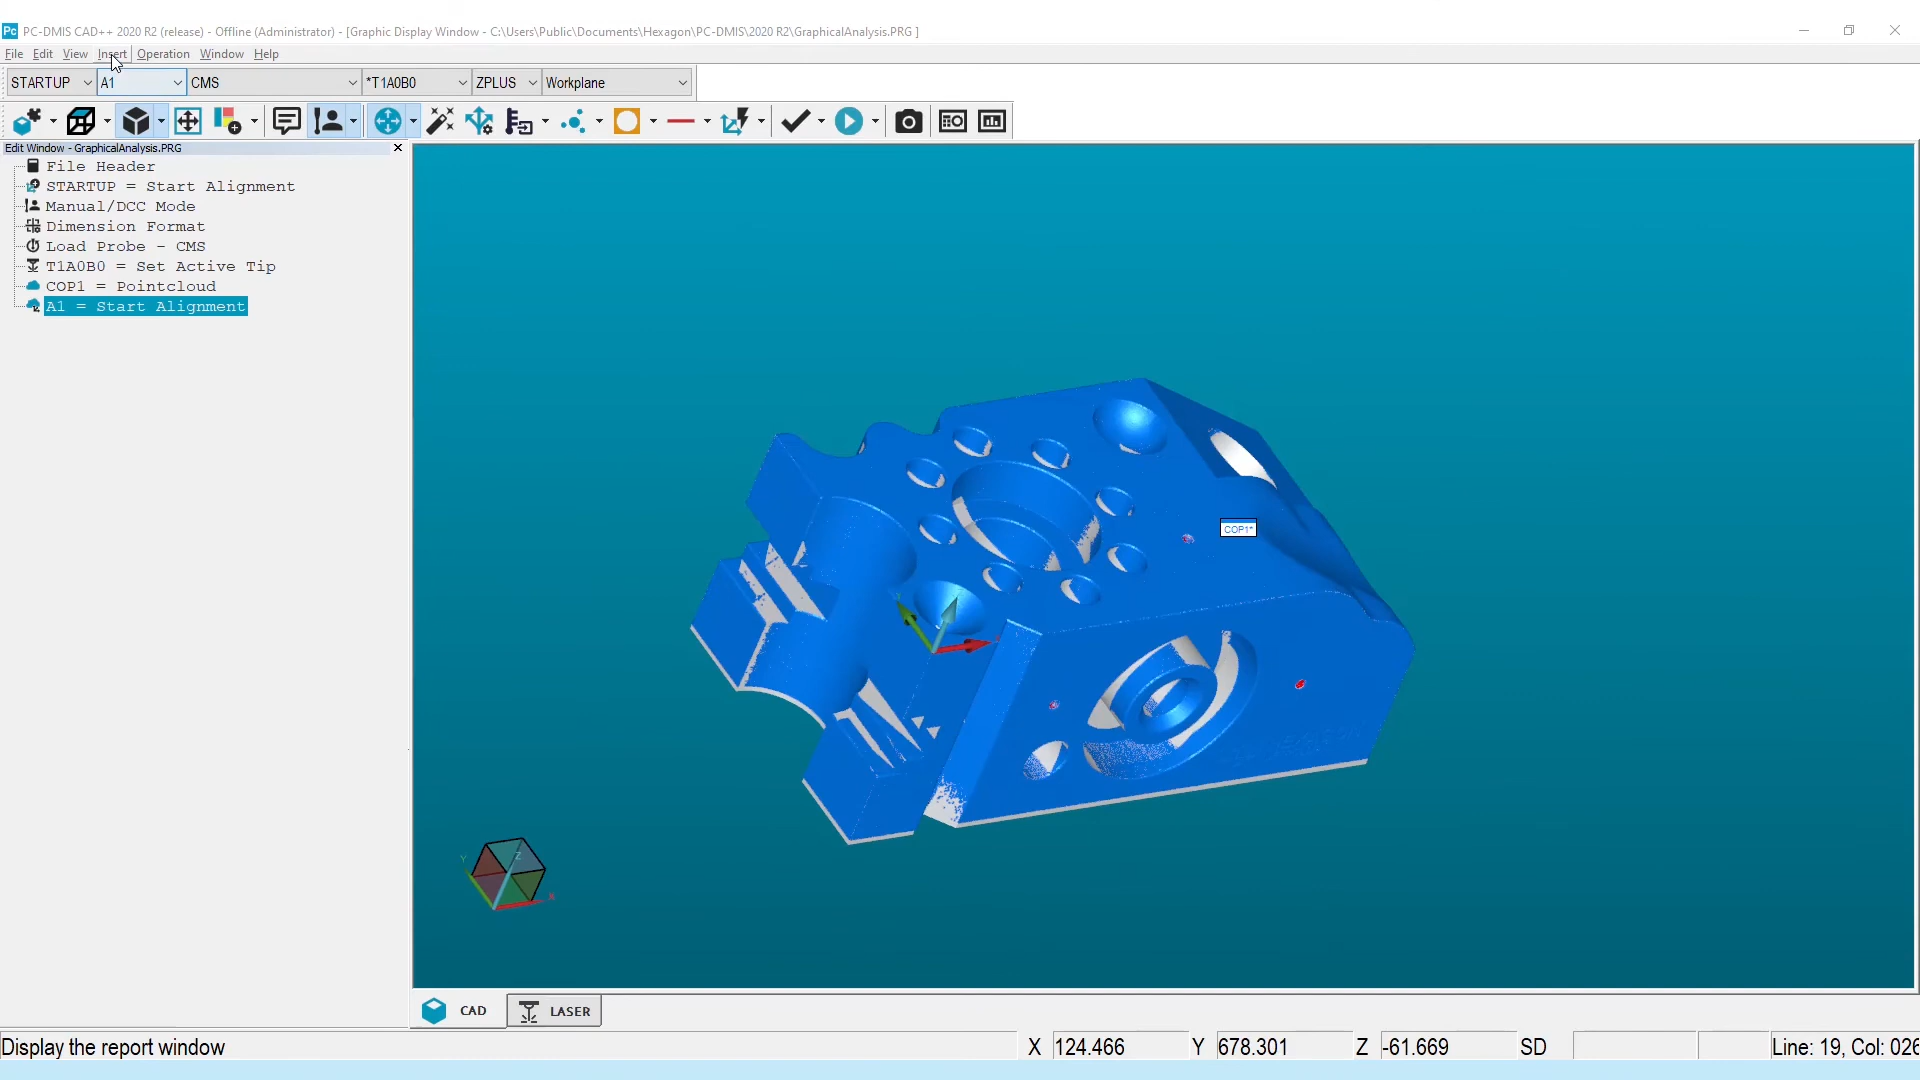 Pc PC-DMIS CAD++ 2020 R2 (release) - Offline (Administrator) - [Graphic Display Window - C:\Users\Public\Documents\Hexagon\PC-DMIS\2020 R2\GraphicalAnalysis.PRG ]
File Edit View Insert Operation Window Help
STARTUP A1 CMS *T1A0B0 ZPLUS Workplane
Edit Window - GraphicalAnalysis.PRG
File Header
STARTUP = Start Alignment
Manual/DCC Mode
Dimension Format
Load Probe - CMS
T1A0B0 = Set Active Tip
COP1 = Pointcloud
A1 = Start Alignment
COP1*
Y Z X
CAD LASER
Display the report window X 124.466 Y 678.301 Z -61.669 SD Line: 19, Col: 026